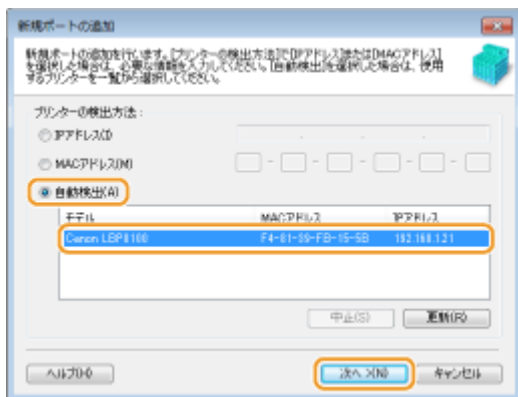 新規ポートの追加
新規ポートの追加を行います。[プリンターの検出方法]で[IPアドレス]または[MACアドレス]
を選択した場合は、必要な情報を入力してください。[自動検出]を選択した場合は、使用
するプリンターを一覧から選択してください。
プリンターの検出方法:
IPアドレス(I)
MACアドレス(M)
自動検出(A)
モデル MACアドレス IPアドレス
Canon LBP8100 F4-81-39-FB-15-5B 192.168.1.21
中止(S) 更新(R)
ヘルプ(H) 次へ >(N) キャンセル